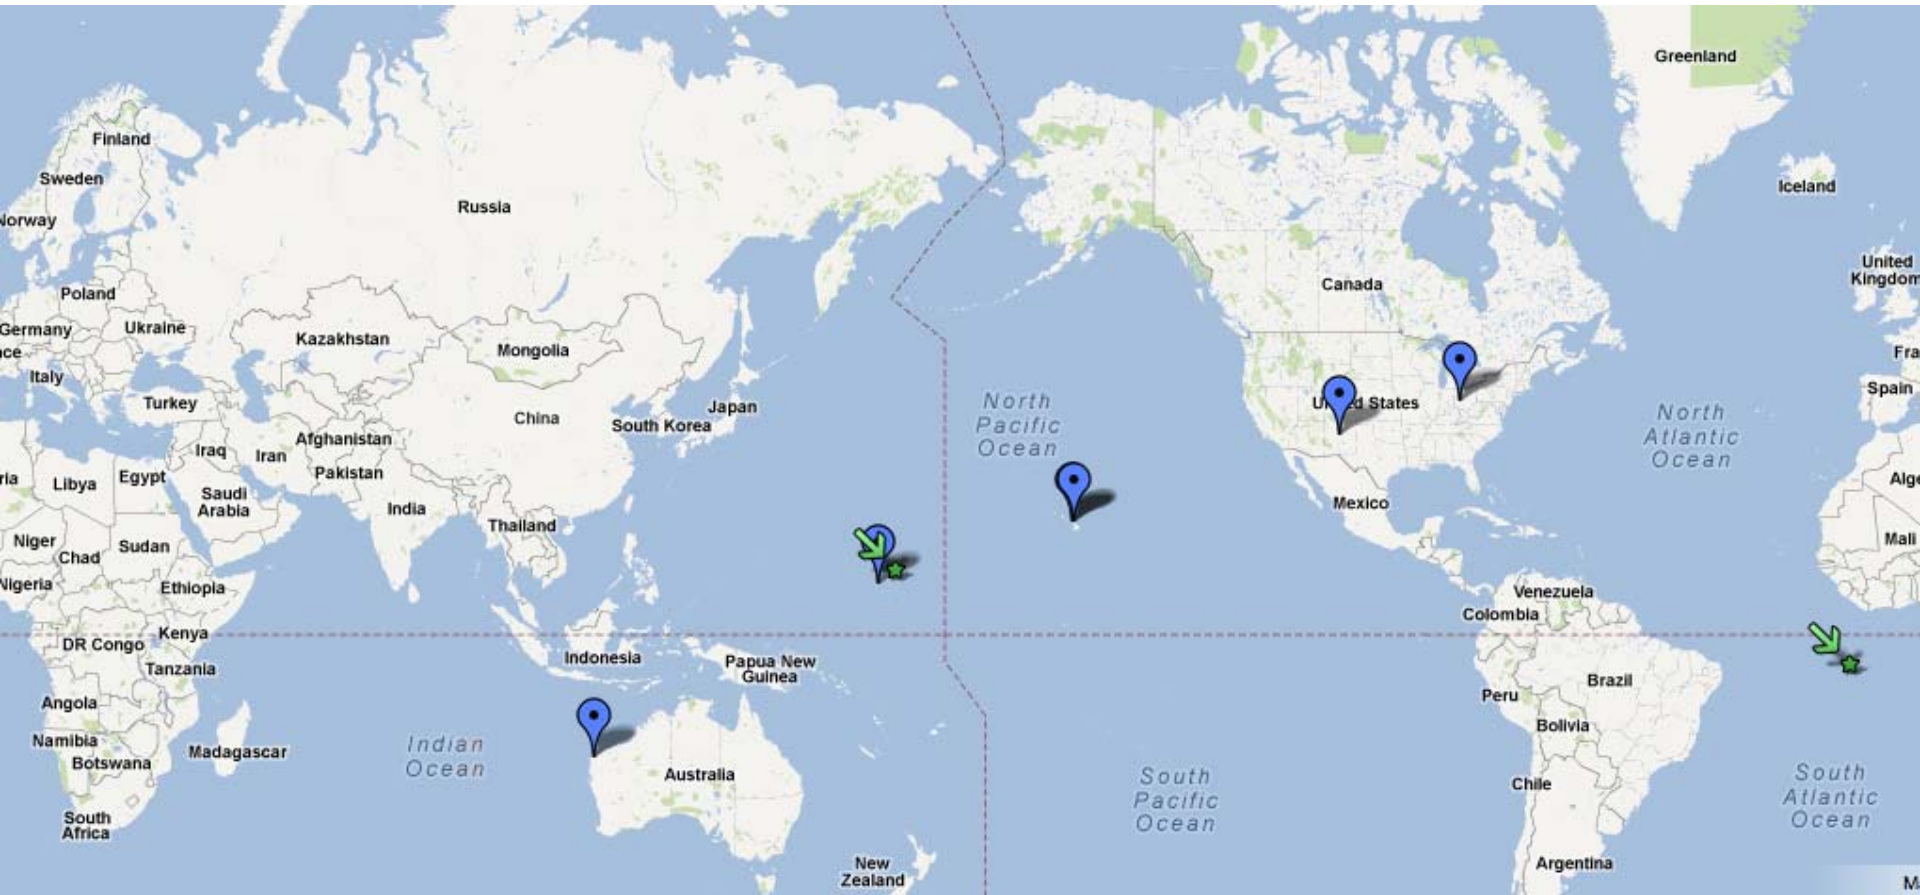 Greenland
Finland
Sweden
Iceland
Russia
Norway
United
Kingdom
Canada
Poland
Germany
Ukraine
Kazakhstan
Mongolia
nce
Fra
Italy
Spain
Turkey
United States
North
Pacific
Ocean
Japan
China
South Korea
North
Atlantic
Ocean
Afghanistan
Iraq
Iran
Pakistan
ria
Libya
Egypt
Alge
Saudi
Arabia
India
Mexico
Thailand
Niger
Chad
Sudan
Mali
Nigeria
Ethiopia
Venezuela
Colombia
Kenya
DR Congo
Indonesia
Papua New
Guinea
Tanzania
Brazil
Peru
Angola
Bolivia
Namibia
Botswana
Madagascar
Indian
Ocean
Australia
South
Pacific
Ocean
Chile
South
Atlantic
Ocean
South
Africa
New
Zealand
Argentina
M